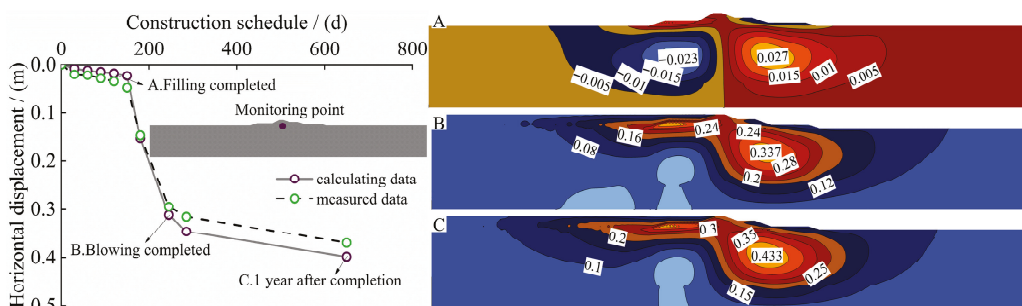 Construction schedule / (d)
0 200 400 600 800
0.0
0.1
0.2
0.3
0.4
0.5
Horizontal displacement / (m)
A.Filling completed
Monitoring point
calculating data
measured data
B.Blowing completed
C.1 year after completion
A
−0.005
−0.01
−0.015
−0.023
0.027
0.015
0.01
0.005
B
0.08
0.16
0.24
0.24
0.337
0.28
0.2
0.12
C
0.1
0.2
0.3
0.35
0.433
0.25
0.15